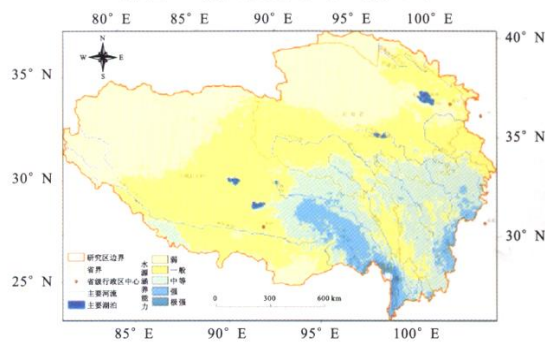 80° E 85° E 90° E 95° E 100° E
N
W E
S
40° N
35° N
35° N
30° N
30° N
25° N
研究区边界
省界
省级行政区中心
主要河流
主要湖泊
水源涵养能力
弱
一般
中等
强
极强
0 300 600 km
85° E 90° E 95° E 100° E